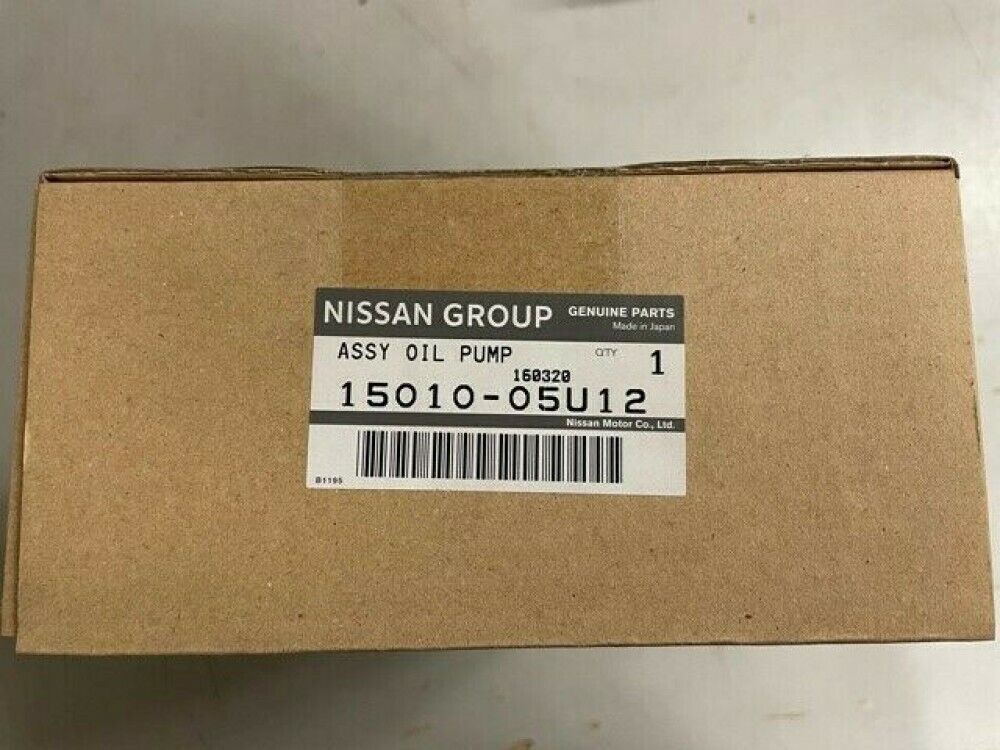 NISSAN GROUP GENUINE PARTS
Made in Japan
ASSY OIL PUMP QTY 1
160320
15010-05U12
Nissan Motor Co., Ltd.
B1195